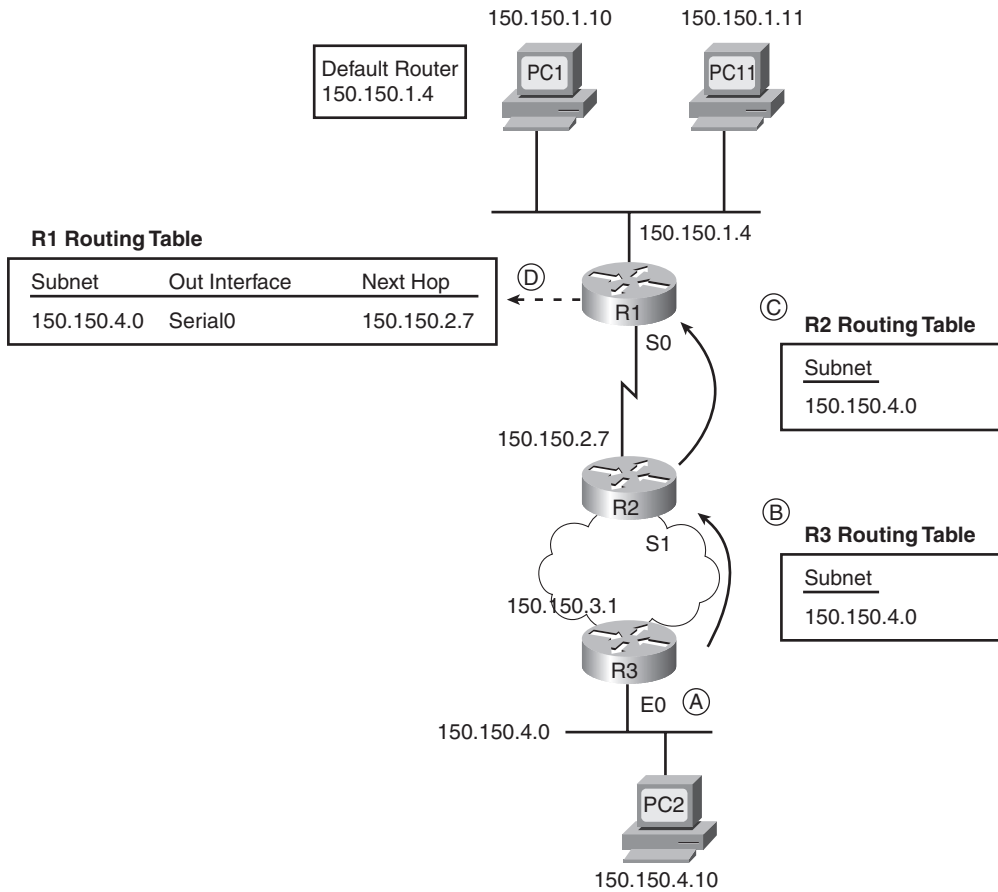 150.150.1.10
150.150.1.11
Default Router
150.150.1.4
PC1
PC11
150.150.1.4
R1 Routing Table
Subnet Out Interface Next Hop
150.150.4.0 Serial0 150.150.2.7
D
R1
S0
C
R2 Routing Table
Subnet
150.150.4.0
150.150.2.7
R2
S1
B
R3 Routing Table
Subnet
150.150.4.0
150.150.3.1
R3
E0
A
150.150.4.0
PC2
150.150.4.10